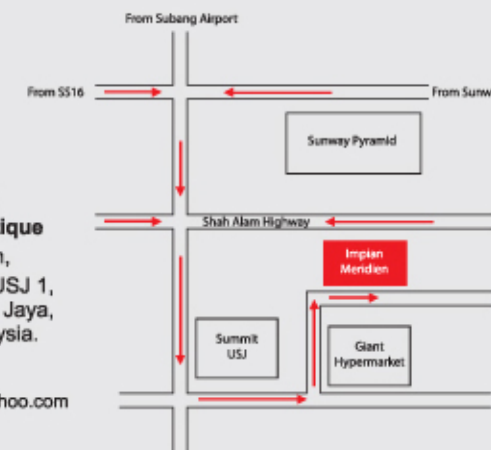 From Subang Airport
From SS16
From Sunw
Sunway Pyramid
Shah Alam Highway
ique
n,
USJ 1,
Jaya,
ysia.
hoo.com
Impian
Meridien
Summit
USJ
Giant
Hypermarket